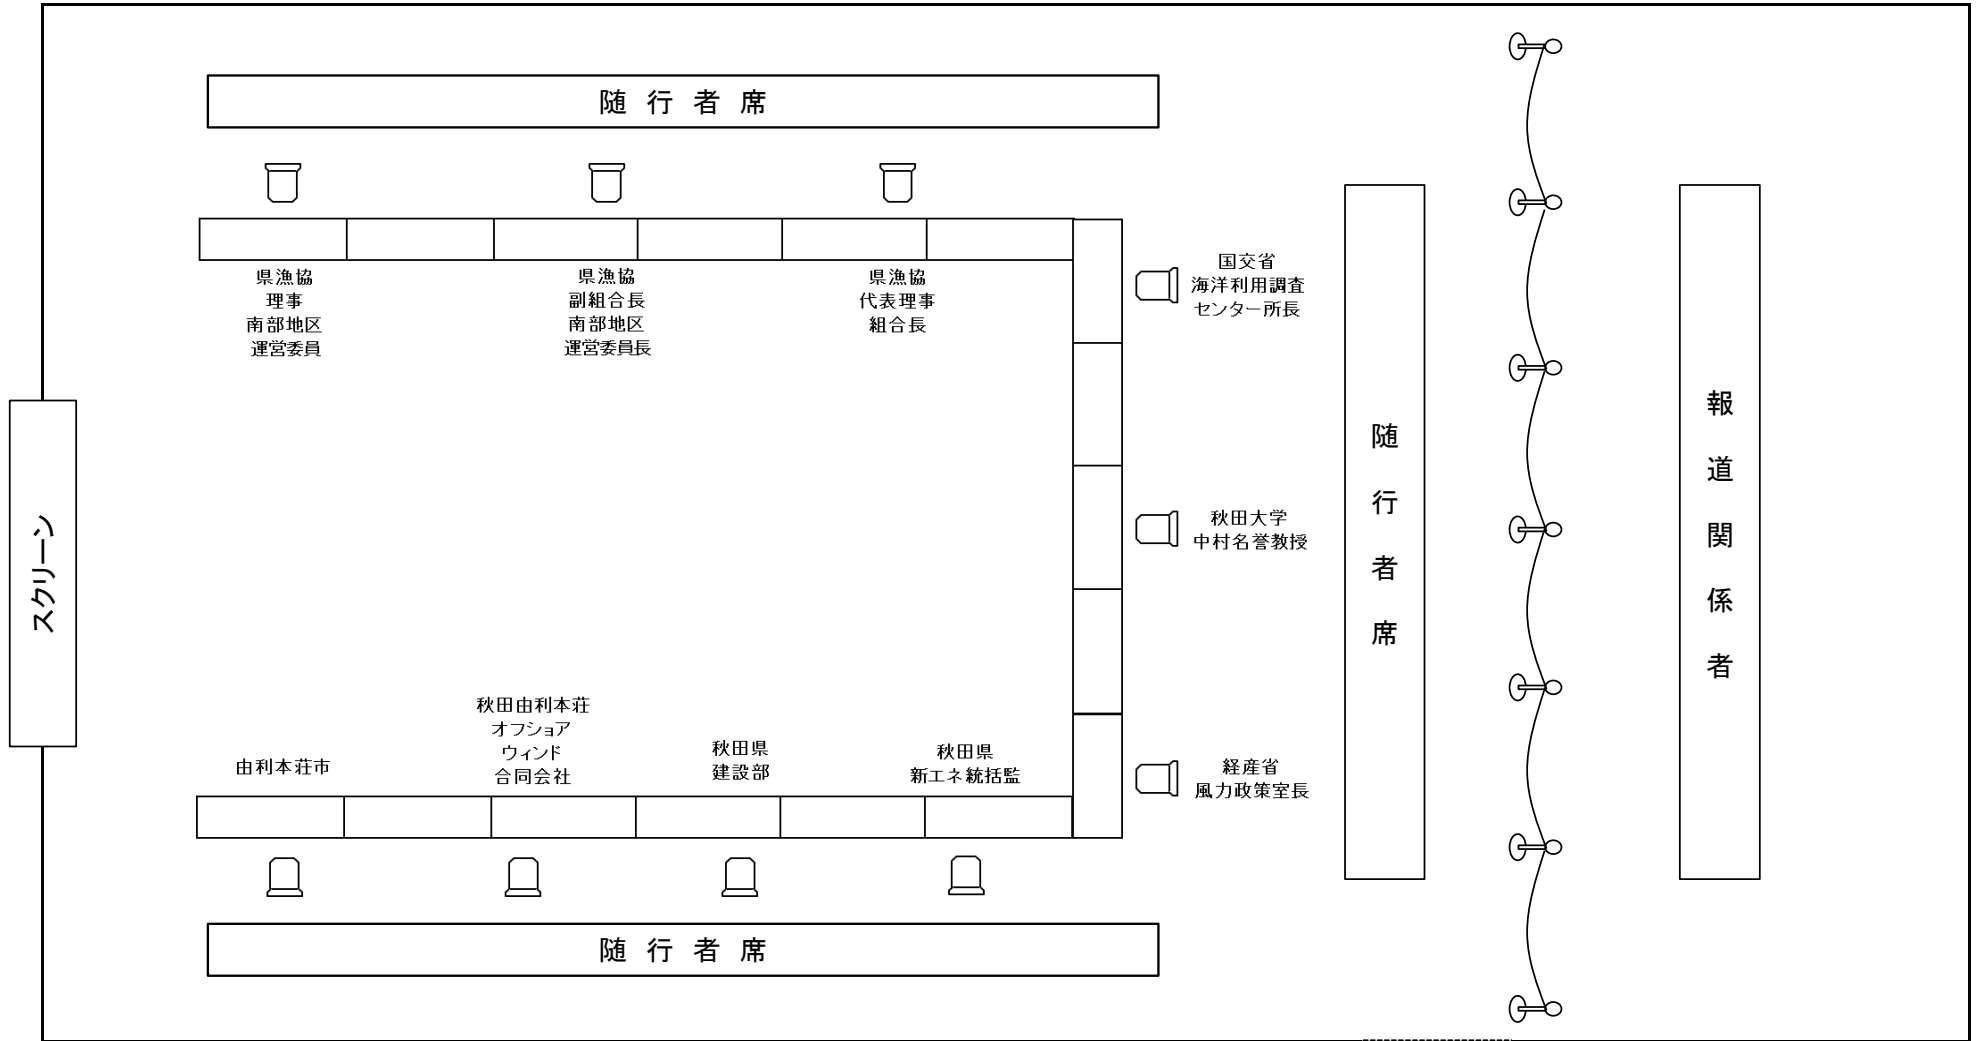 随行者席
県漁協
理事
南部地区
運営委員
県漁協
副組合長
南部地区
運営委員長
県漁協
代表理事
組合長
国交省
海洋利用調査
センター所長
秋田大学
中村名誉教授
経産省
風力政策室長
随行者席
報道関係者
スクリーン
由利本荘市
秋田由利本荘
オフショア
ウィンド
合同会社
秋田県
建設部
秋田県
新エネ統括監
随行者席